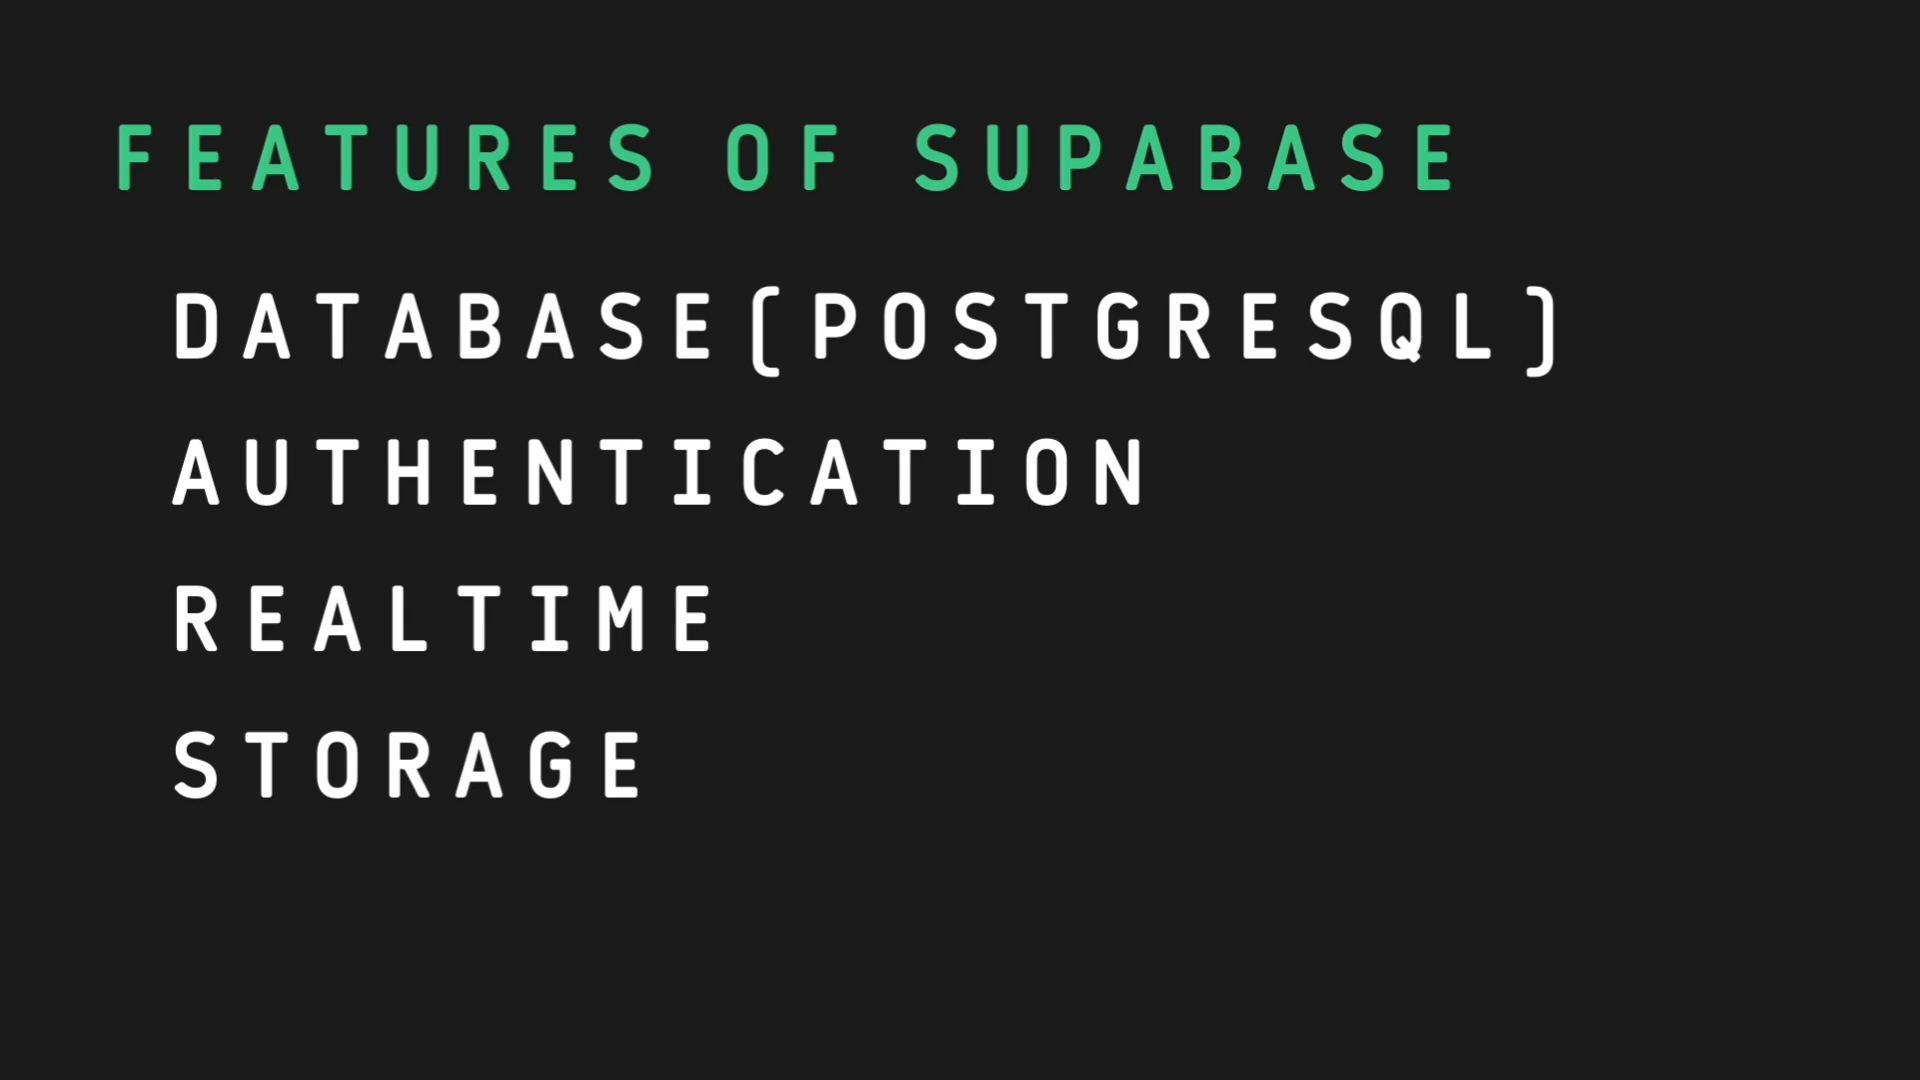 FEATURES OF SUPABASE
DATABASE(POSTGRESQL)
AUTHENTICATION
REALTIME
STORAGE